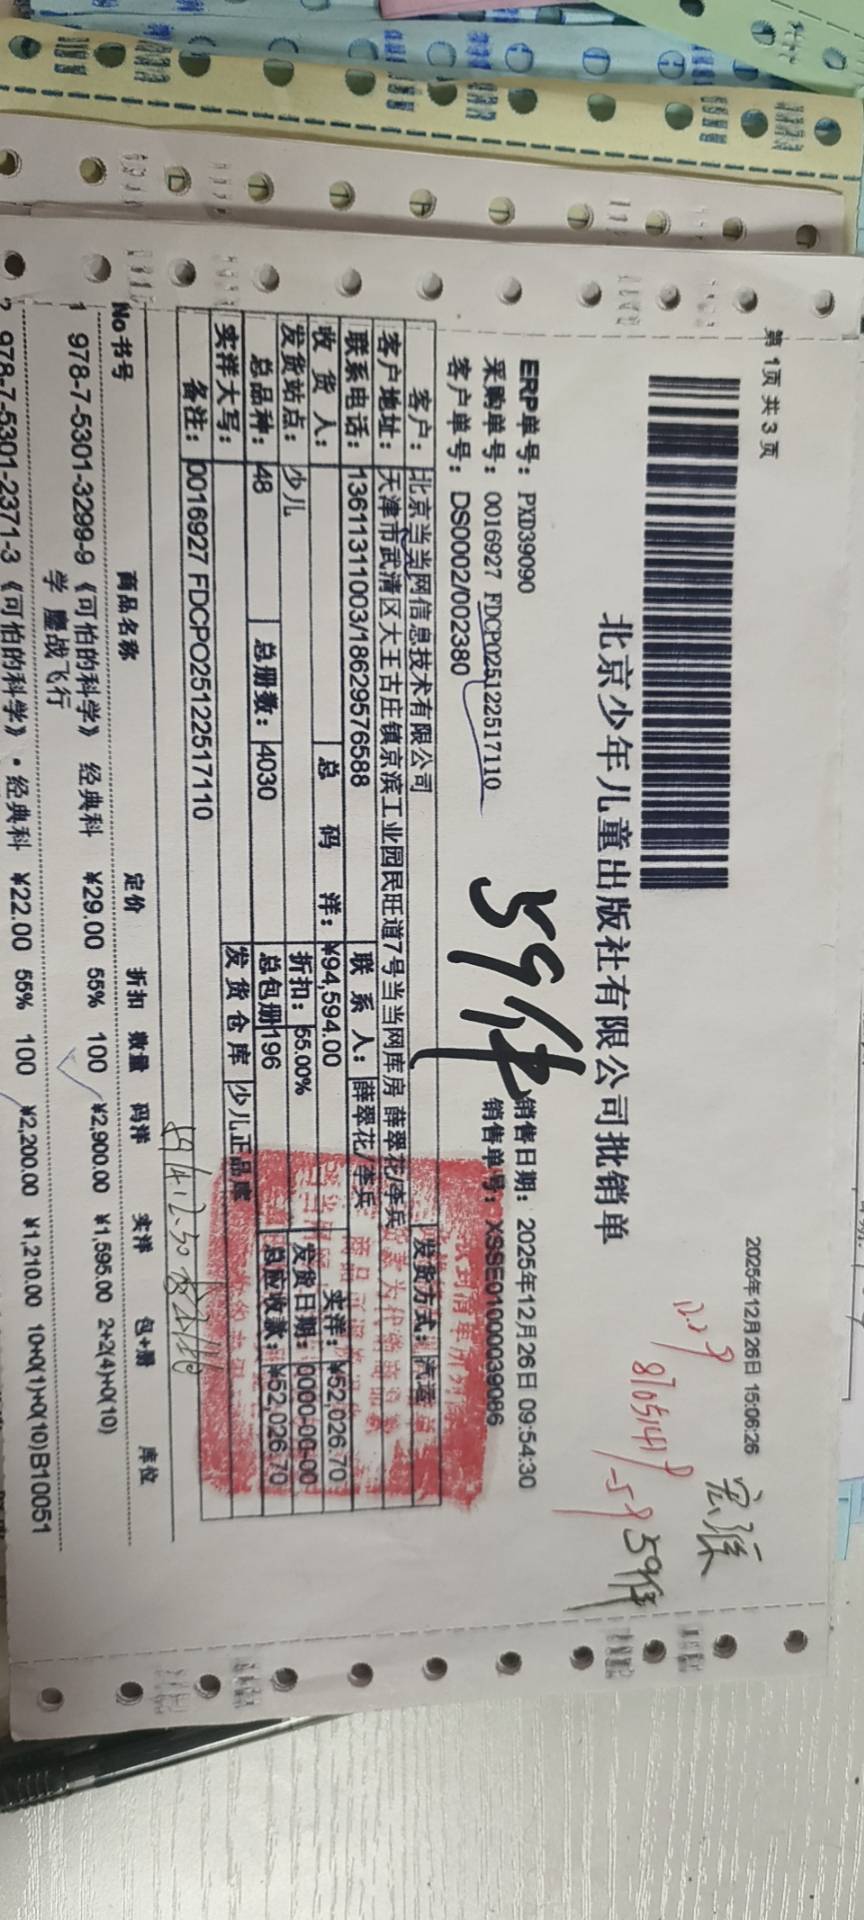 第 1页 共 3 页
2025年12月26日 15:06:26
宏强
12.29
8705141
-59
59件
北京少年儿童出版社有限公司批销单
ERP单号： PXD39090
销售日期： 2025年12月26日 09:54:30
采购单号： 0016927 FDCPO25122517110
销售单号： XSSE01000039086
客户单号： DS0002/002380
59件
客户： 北京当当网信息技术有限公司 发货方式： 汽运
客户地址： 天津市武清区大王古庄镇京滨工业园民旺道7号当当网库房 薛翠花/李兵
联系电话： 13611311003/18629576588 联 系 人： 薛翠花/李兵
收 货 人： 总 码 洋： ¥94,594.00 实洋： ¥52,026.70
发货站点： 少儿 折扣： 55.00% 发货日期： 0000-00-00
总品种： 48 总册数： 4030 总包册 196 总应收款： ¥52,026.70
实洋大写： 发 货 仓 库 少儿正品库
备注： 0016927 FDCPO25122517110
59件 12-30
No 书号 商品名称 定价 折扣 数量 码洋 实洋 包+册 库位
1 978-7-5301-3299-9 《可怕的科学》 经典科 ¥29.00 55% 100 ¥2,900.00 ¥1,595.00 2+2(4)+0(10)
学 鏖战飞行
2 978-7-5301-2371-3 《可怕的科学》·经典科 ¥22.00 55% 100 ¥2,200.00 ¥1,210.00 10+0(1)+0(10) B10051